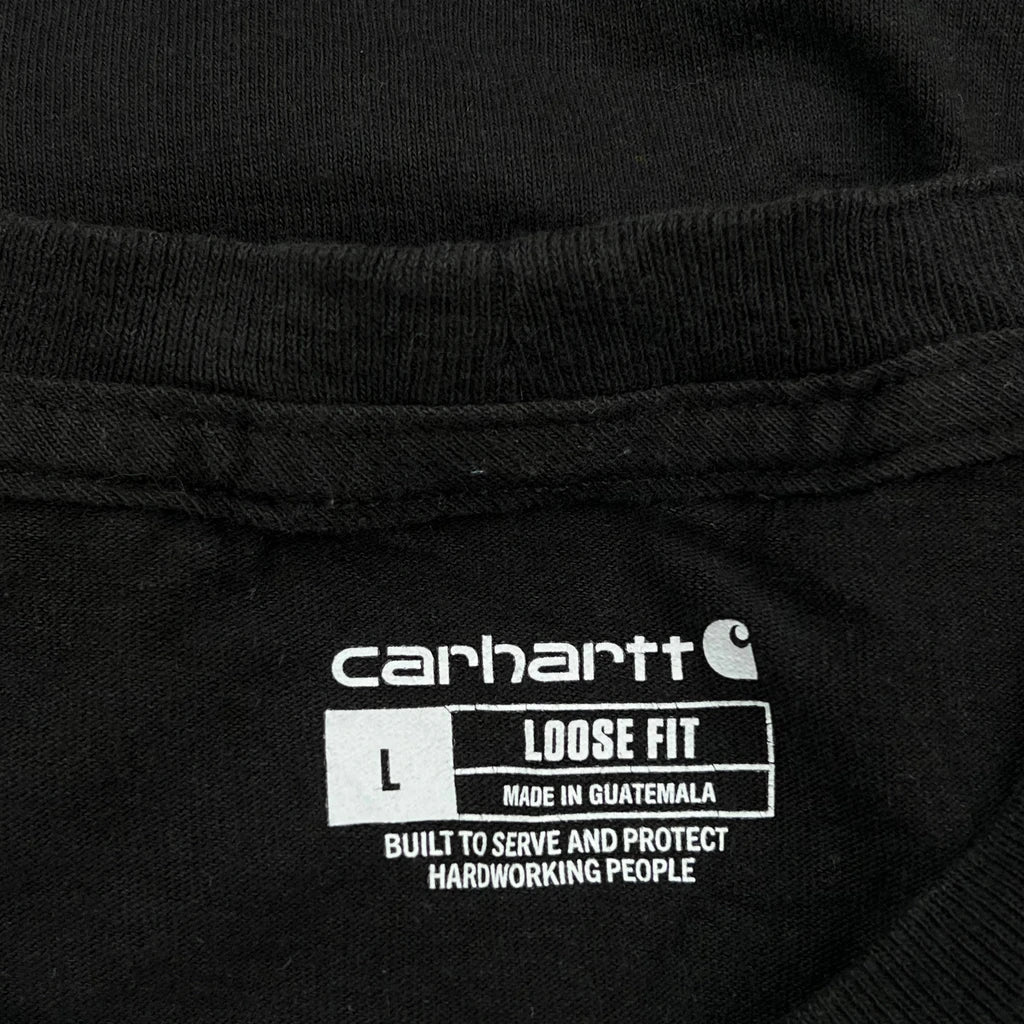 carhartt
L
LOOSE FIT
MADE IN GUATEMALA
BUILT TO SERVE AND PROTECT
HARDWORKING PEOPLE